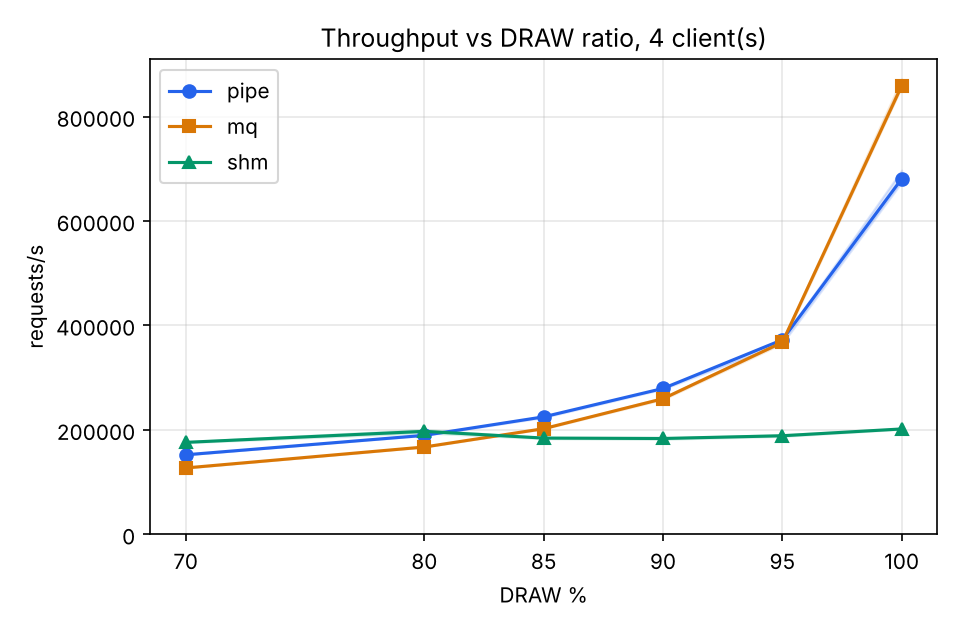 Throughput vs DRAW ratio, 4 client(s)
pipe
mq
shm
800000
600000
400000
200000
0
requests/s
70
80
85
90
95
100
DRAW %